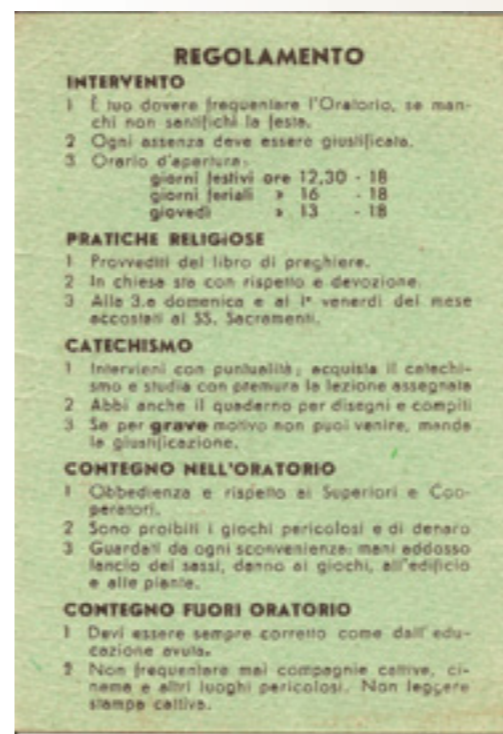 REGOLAMENTO
INTERVENTO
1 È tuo dovere frequentare l'Oratorio, se man-
chi non santifichi la festa.
2 Ogni assenza deve essere giustificata.
3 Orario d'apertura:
giorni festivi ore 12,30 - 18
giorni feriali » 16 - 18
giovedì » 13 - 18
PRATICHE RELIGIOSE
1 Provvediti del libro di preghiere.
2 In chiesa sta con rispetto e devozione.
3 Alla 3.a domenica e al 1° venerdì del mese
accostati ai SS. Sacramenti.
CATECHISMO
1 Intervieni con puntualità; acquista il catechi-
smo e studia con premura la lezione assegnata
2 Abbi anche il quaderno per disegni e compiti
3 Se per grave motivo non puoi venire, manda
la giustificazione.
CONTEGNO NELL'ORATORIO
1 Obbedienza e rispetto ai Superiori e Coo-
peratori.
2 Sono proibiti i giochi pericolosi e di denaro
3 Guardati da ogni sconvenienza: mani addosso
lancio dei sassi, danno ai giochi, all'edificio
e alle piante.
CONTEGNO FUORI ORATORIO
1 Devi essere sempre corretto come dall'edu-
cazione avuta.
2 Non frequentare mai compagnie cattive, ci-
nema e altri luoghi pericolosi. Non leggere
stampa cattiva.